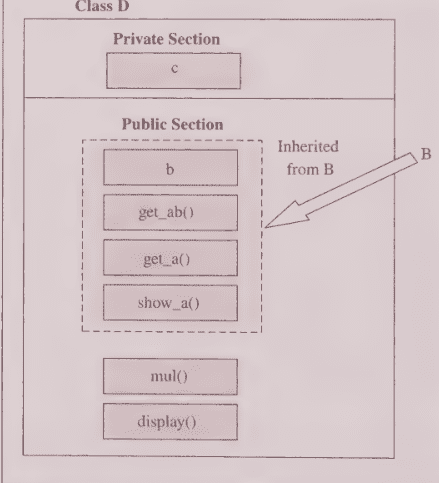 Class D
Private Section
c
Public Section
Inherited
from B
B
b
get_ab()
get_a()
show_a()
mul()
display()